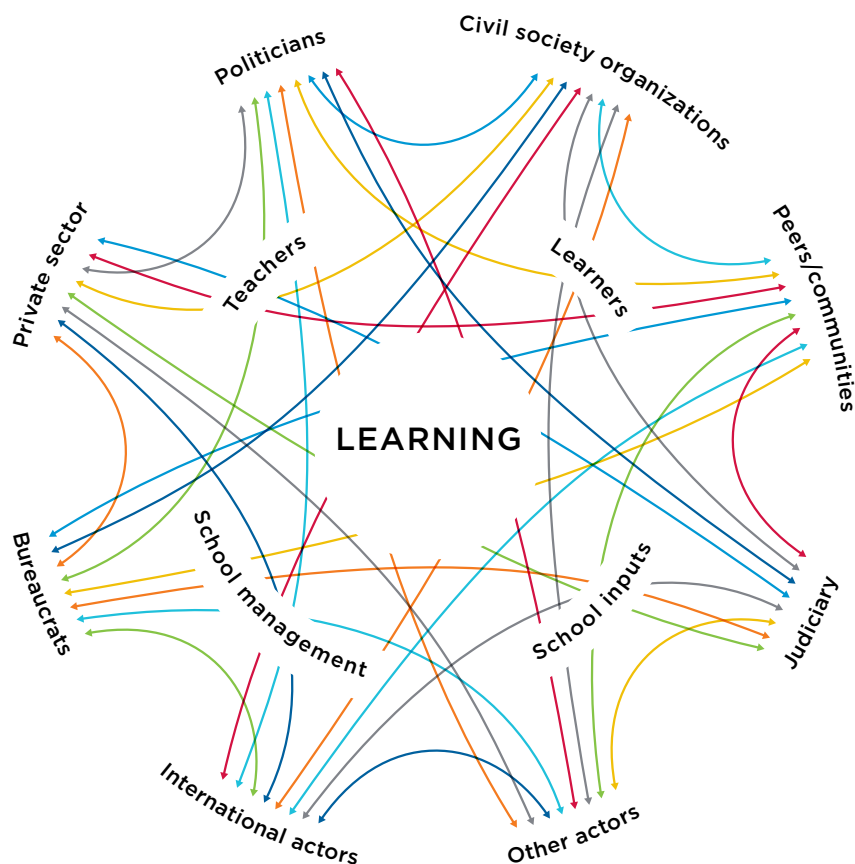 Politicians
Civil society organizations
Private sector
Teachers
Learners
Peers/communities
LEARNING
Bureaucrats
School management
School inputs
Judiciary
International actors
Other actors